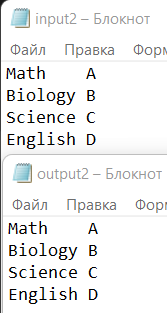 input2 – Блокнот
Файл Правка Форм
Math A
Biology B
Science C
English D
output2 – Блокнот
Файл Правка Форм
Math A
Biology B
Science C
English D